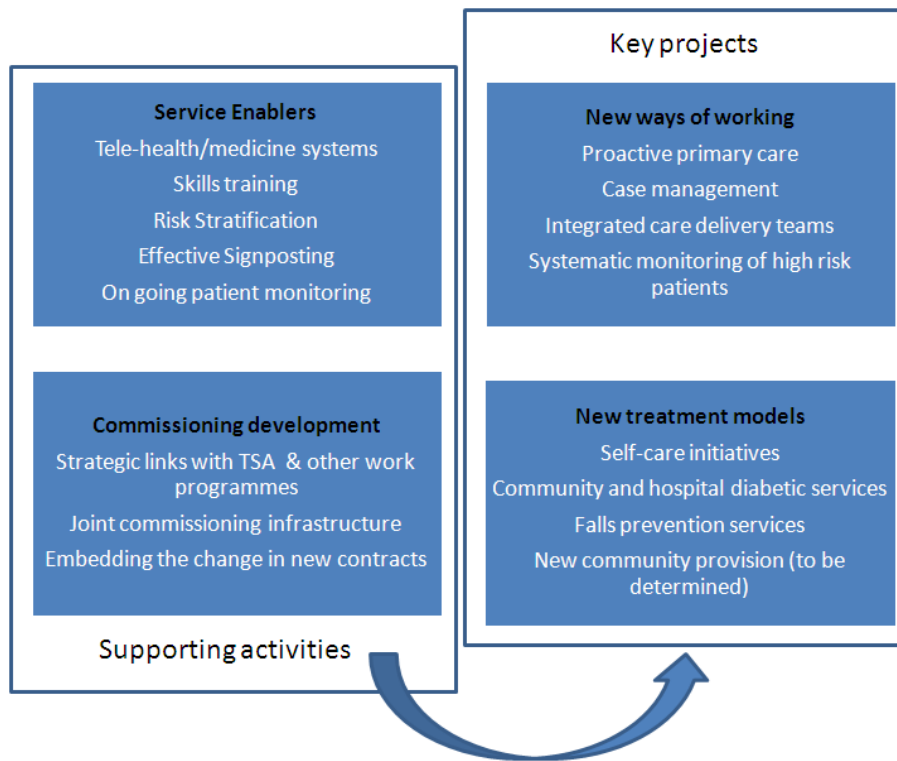 Service Enablers
Tele-health/medicine systems
Skills training
Risk Stratification
Effective Signposting
On going patient monitoring
Commissioning development
Strategic links with TSA & other work
programmes
Joint commissioning infrastructure
Embedding the change in new contracts
Supporting activities
Key projects
New ways of working
Proactive primary care
Case management
Integrated care delivery teams
Systematic monitoring of high risk
patients
New treatment models
Self-care initiatives
Community and hospital diabetic services
Falls prevention services
New community provision (to be
determined)